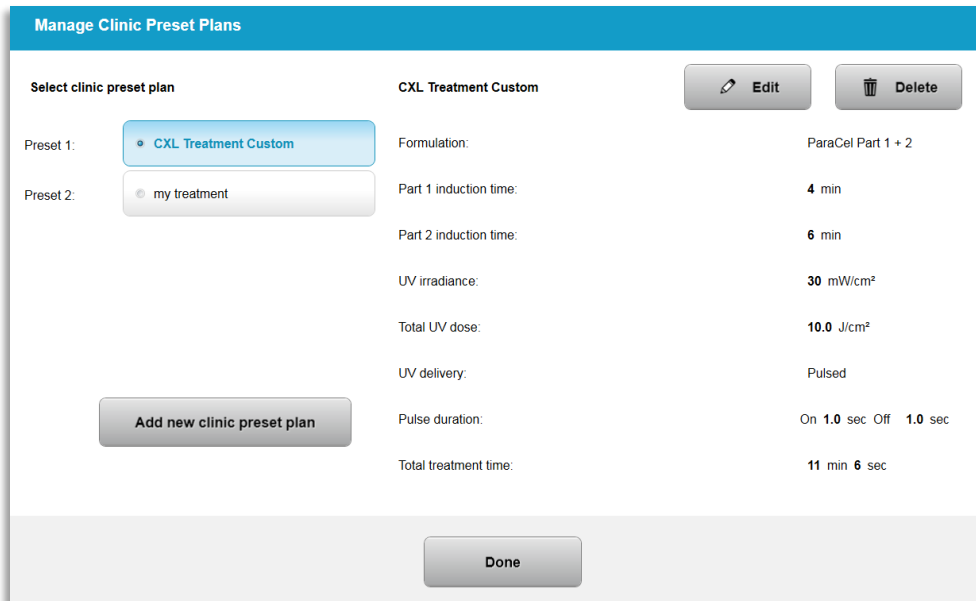 Manage Clinic Preset Plans
Select clinic preset plan
CXL Treatment Custom
Edit
Delete
Preset 1:
CXL Treatment Custom
Formulation:
ParaCel Part 1 + 2
Preset 2:
my treatment
Part 1 induction time:
4 min
Part 2 induction time:
6 min
UV irradiance:
30 mW/cm²
Total UV dose:
10.0 J/cm²
UV delivery:
Pulsed
Add new clinic preset plan
Pulse duration:
On 1.0 sec Off 1.0 sec
Total treatment time:
11 min 6 sec
Done